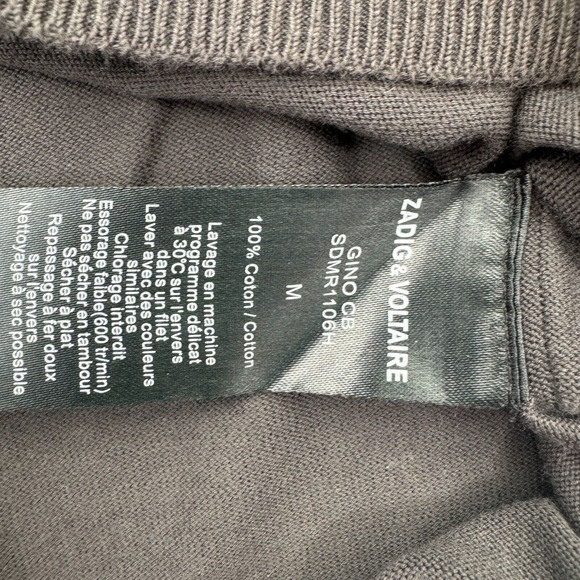 ZADIG & VOLTAIRE
GINO CB
SDMR1106H
M
100% Coton / Cotton
Lavage en machine
programme délicat
à 30°C sur l'envers
dans un filet
Laver avec des couleurs
similaires
Chlorage interdit
Essorage faible(600 tr/min)
Ne pas sécher en tambour
Sécher à plat
Repassage à fer doux
sur l'envers
Nettoyage à sec possible